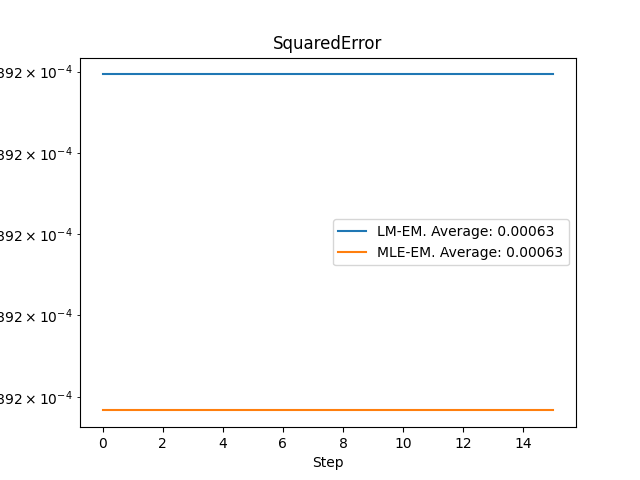 SquaredError
392 × 10⁻⁴
392 × 10⁻⁴
392 × 10⁻⁴
392 × 10⁻⁴
392 × 10⁻⁴
LM-EM. Average: 0.00063
MLE-EM. Average: 0.00063
0 2 4 6 8 10 12 14
Step